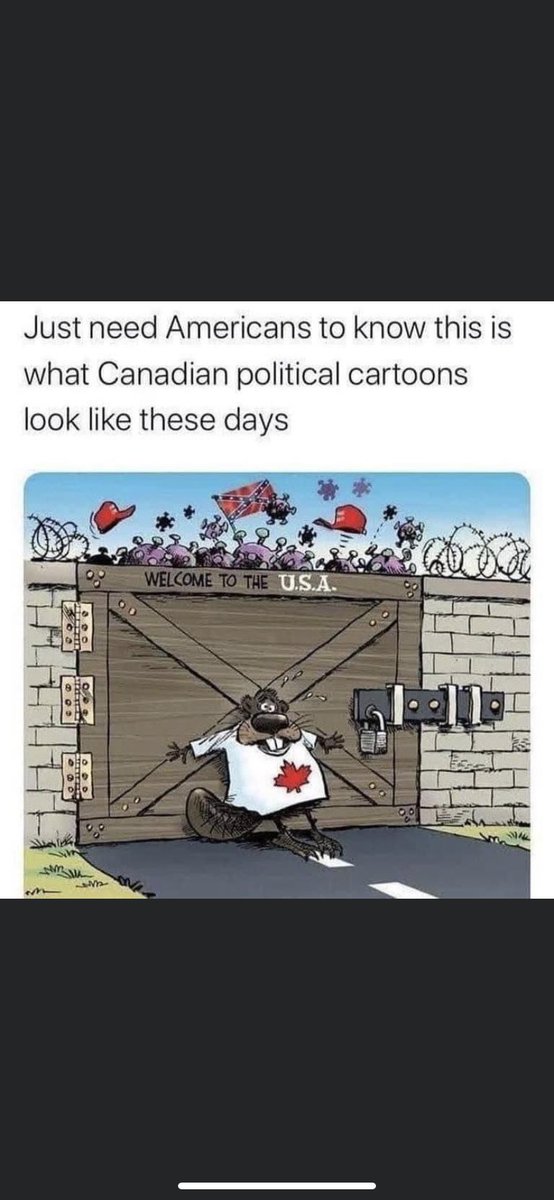 Just need Americans to know this is
what Canadian political cartoons
look like these days
WELCOME TO THE U.S.A.